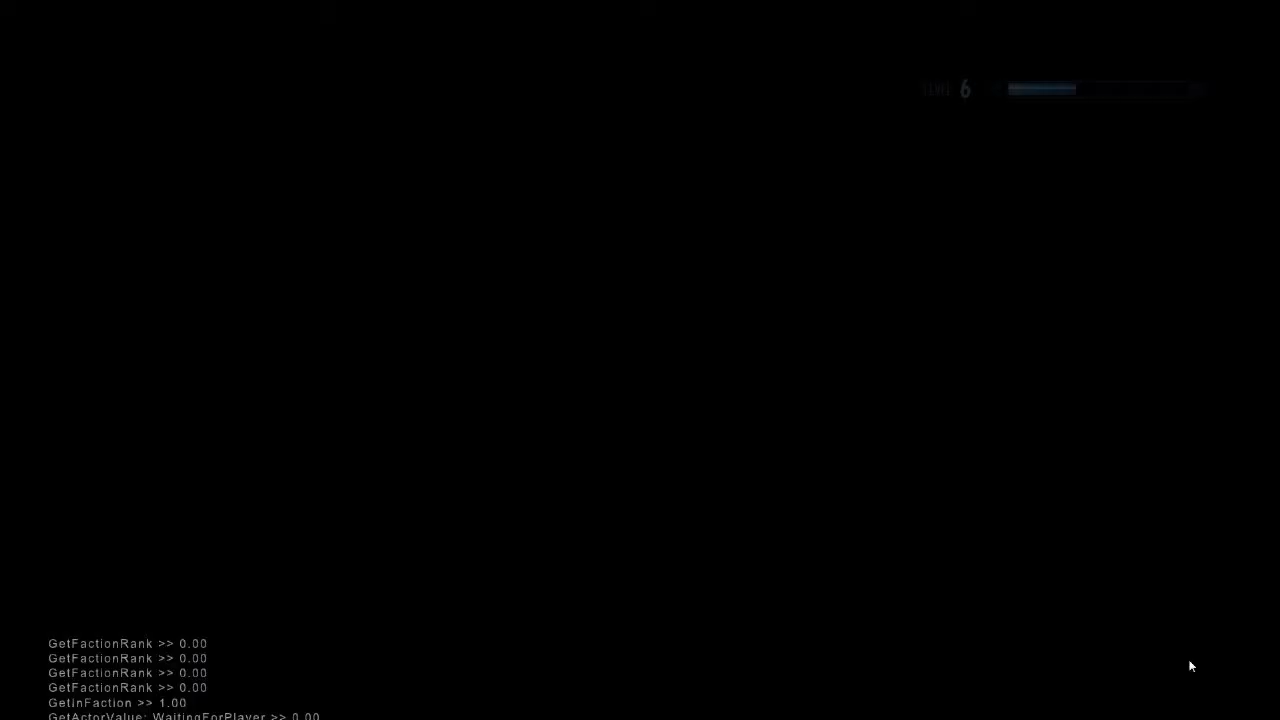 LEVEL 6
GetFactionRank >> 0.00
GetFactionRank >> 0.00
GetFactionRank >> 0.00
GetFactionRank >> 0.00
GetInFaction >> 1.00
GetActorValue: WaitingForPlayer >> 0.00